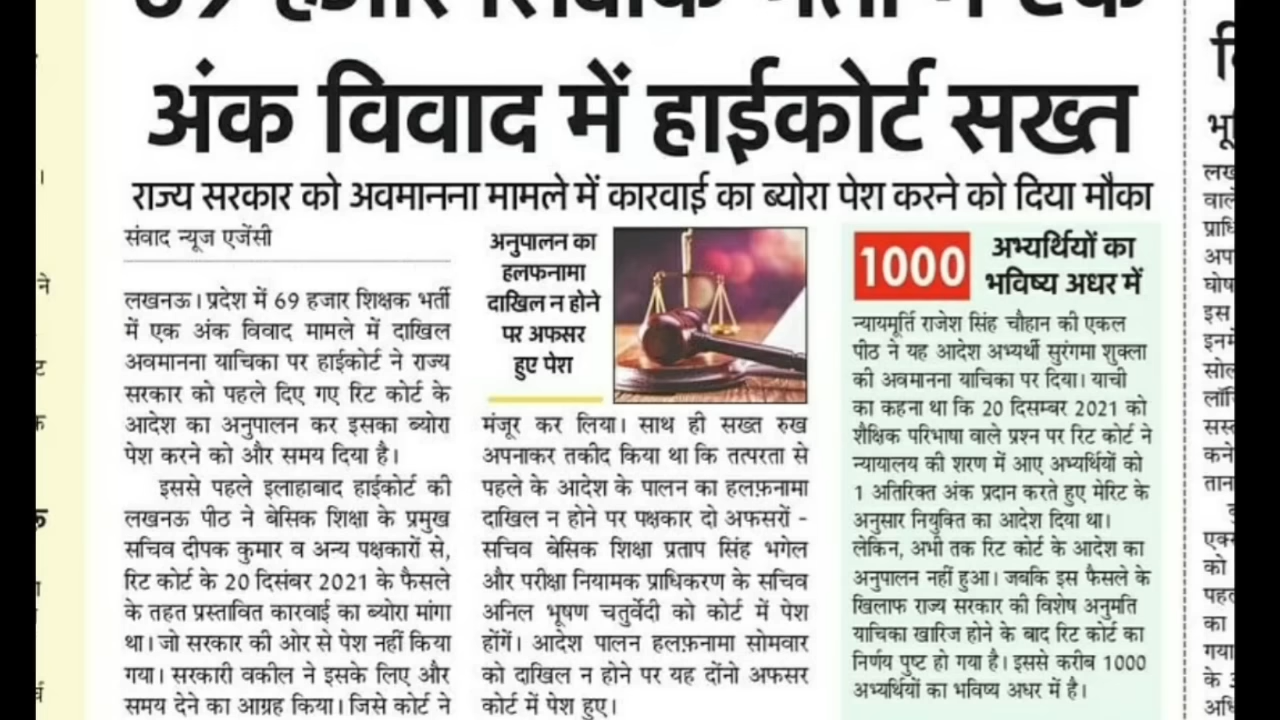 अंक विवाद में हाईकोर्ट सख्त
राज्य सरकार को अवमानना मामले में कारवाई का ब्योरा पेश करने को दिया मौका
संवाद न्यूज एजेंसी
लखनऊ। प्रदेश में 69 हजार शिक्षक भर्ती
में एक अंक विवाद मामले में दाखिल
अवमानना याचिका पर हाईकोर्ट ने राज्य
सरकार को पहले दिए गए रिट कोर्ट के
आदेश का अनुपालन कर इसका ब्योरा
पेश करने को और समय दिया है।
इससे पहले इलाहाबाद हाईकोर्ट की
लखनऊ पीठ ने बेसिक शिक्षा के प्रमुख
सचिव दीपक कुमार व अन्य पक्षकारों से,
रिट कोर्ट के 20 दिसंबर 2021 के फैसले
के तहत प्रस्तावित कारवाई का ब्योरा मांगा
था। जो सरकार की ओर से पेश नहीं किया
गया। सरकारी वकील ने इसके लिए और
समय देने का आग्रह किया। जिसे कोर्ट ने
अनुपालन का
हलफनामा
दाखिल न होने
पर अफसर
हुए पेश
मंजूर कर लिया। साथ ही सख्त रुख
अपनाकर तकीद किया था कि तत्परता से
पहले के आदेश के पालन का हलफ़नामा
दाखिल न होने पर पक्षकार दो अफसरों -
सचिव बेसिक शिक्षा प्रताप सिंह भगेल
और परीक्षा नियामक प्राधिकरण के सचिव
अनिल भूषण चतुर्वेदी को कोर्ट में पेश
होंगें। आदेश पालन हलफ़नामा सोमवार
को दाखिल न होने पर यह दोंनो अफसर
कोर्ट में पेश हुए।
1000 अभ्यर्थियों का
भविष्य अधर में
न्यायमूर्ति राजेश सिंह चौहान की एकल
पीठ ने यह आदेश अभ्यर्थी सुरंगमा शुक्ला
की अवमानना याचिका पर दिया। याची
का कहना था कि 20 दिसम्बर 2021 को
शैक्षिक परिभाषा वाले प्रश्न पर रिट कोर्ट ने
न्यायालय की शरण में आए अभ्यर्थियों को
1 अतिरिक्त अंक प्रदान करते हुए मेरिट के
अनुसार नियुक्ति का आदेश दिया था।
लेकिन, अभी तक रिट कोर्ट के आदेश का
अनुपालन नहीं हुआ। जबकि इस फैसले के
खिलाफ राज्य सरकार की विशेष अनुमति
याचिका खारिज होने के बाद रिट कोर्ट का
निर्णय पुष्ट हो गया है। इससे करीब 1000
अभ्यर्थियों का भविष्य अधर में है।